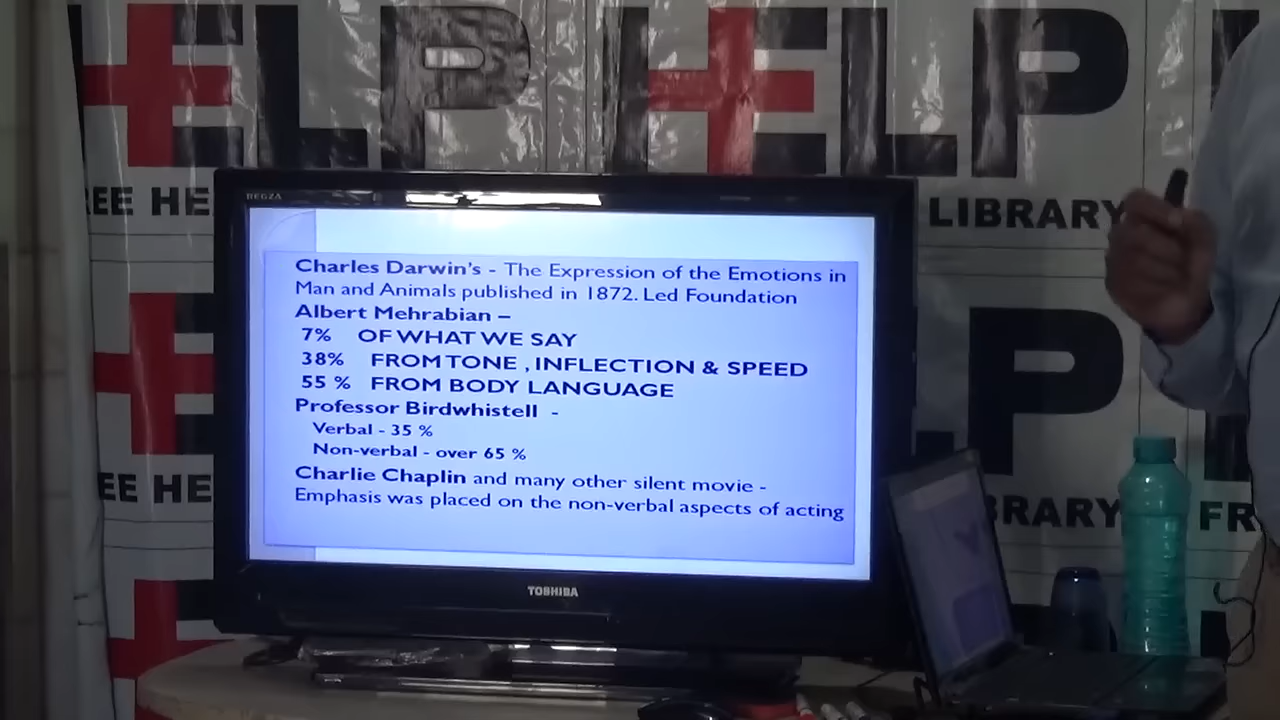 HELP HELP H
REE HE
LIBRARY
REGZA
Charles Darwin's - The Expression of the Emotions in
Man and Animals published in 1872. Led Foundation
Albert Mehrabian –
7% OF WHAT WE SAY
38% FROM TONE , INFLECTION & SPEED
55 % FROM BODY LANGUAGE
Professor Birdwhistell -
Verbal - 35 %
Non-verbal - over 65 %
Charlie Chaplin and many other silent movie -
Emphasis was placed on the non-verbal aspects of acting
P
EE HE
BRARY FR
TOSHIBA